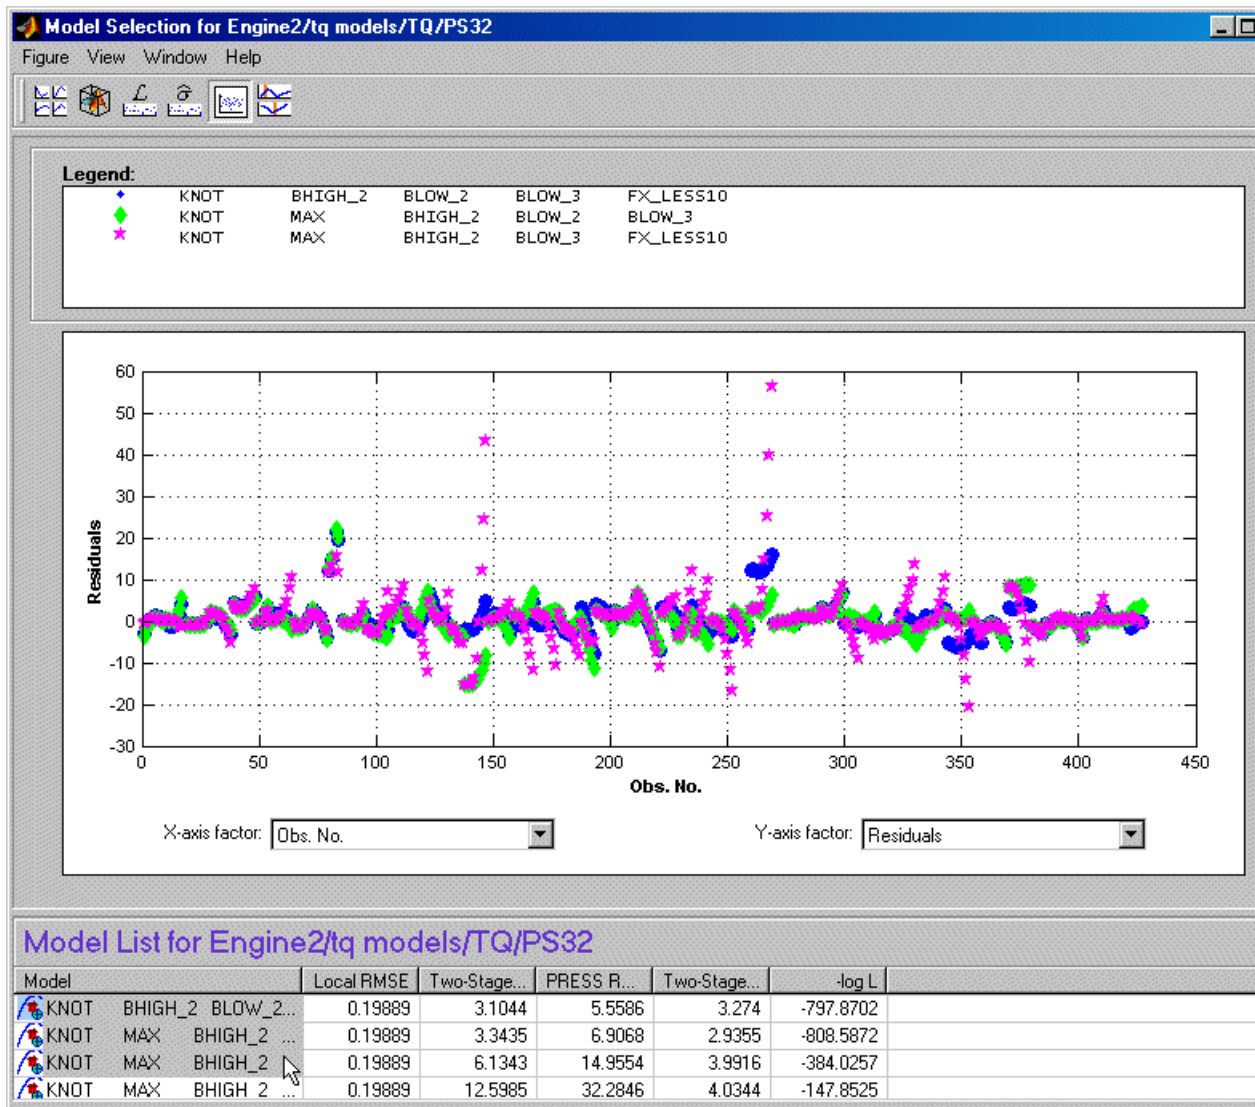 Model Selection for Engine2/tq models/TQ/PS32
Figure View Window Help
Legend:
KNOT BHIGH_2 BLOW_2 BLOW_3 FX_LESS10
KNOT MAX BHIGH_2 BLOW_2 BLOW_3
KNOT MAX BHIGH_2 BLOW_3 FX_LESS10
60
50
40
30
20
10
0
-10
-20
-30
Residuals
0 50 100 150 200 250 300 350 400 450
Obs. No.
X-axis factor: Obs. No. Y-axis factor: Residuals
Model List for Engine2/tq models/TQ/PS32
Model Local RMSE Two-Stage... PRESS R... Two-Stage... -log L
KNOT BHIGH_2 BLOW_2... 0.19889 3.1044 5.5586 3.274 -797.8702
KNOT MAX BHIGH_2 ... 0.19889 3.3435 6.9068 2.9355 -808.5872
KNOT MAX BHIGH_2 ... 0.19889 6.1343 14.9554 3.9916 -384.0257
KNOT MAX BHIGH_2 ... 0.19889 12.5985 32.2846 4.0344 -147.8525